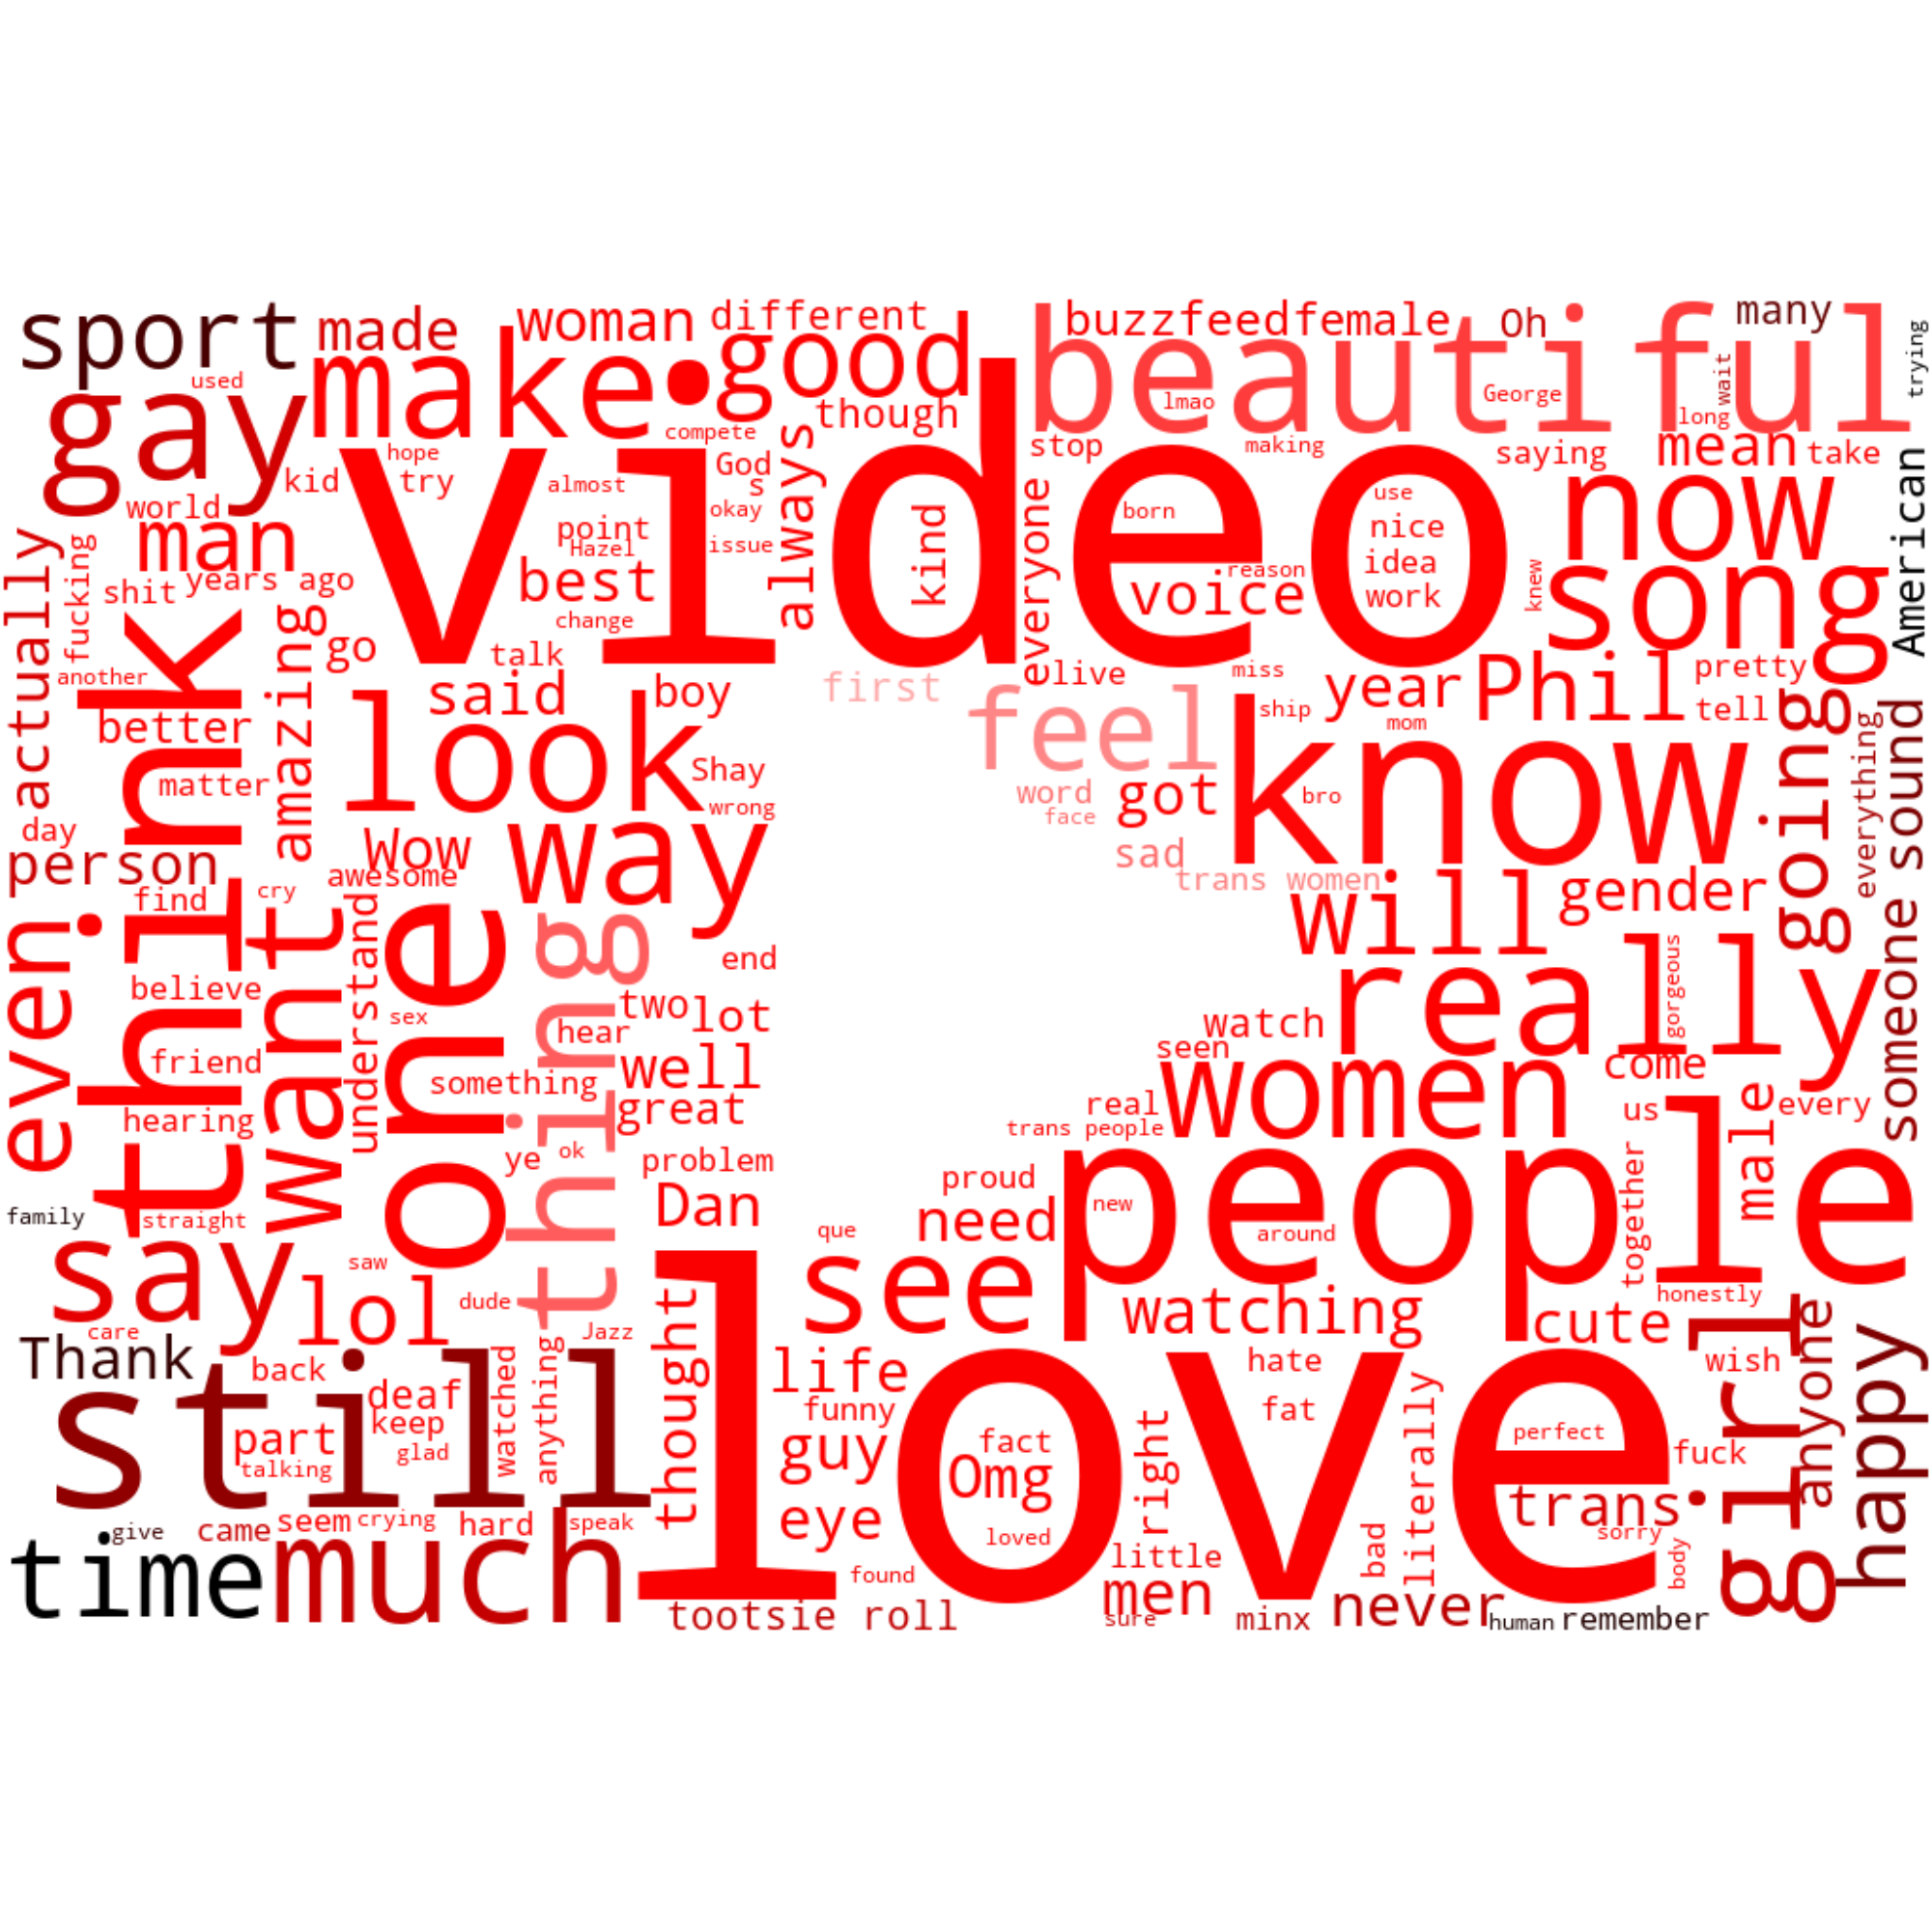 sport
made
woman
different
buzzfeedfemale
Oh
many
trying
used
make
good
beautiful
lmao
George
wait
long
gay
though
compete
stop
making
saying
mean
take
hope
kid
try
almost
God
s
always
video
use
now
American
world
man
point
okay
kind
everyone
born
nice
actually
fucking
shit
years ago
Hazel
issue
best
voice
reason
idea
work
knew
song
change
go
talk
another
amazing
said
boy
first
live
miss
year
Phil
pretty
tell
better
look
feel
ship
mom
going
everything
someone sound
think
matter
Shay
wrong
word
face
got
know
bro
day
Wow
way
sad
person
awesome
trans women
find
cry
will
gender
even
want
understand
one
thing
end
believe
two
lot
watch
really
gorgeous
sex
hear
seen
friend
something
well
women
come
hearing
great
real
trans people
us
male
every
ye
ok
problem
proud
people
together
family
straight
Dan
need
new
around
que
say
saw
see
lol
dude
watching
cute
honestly
girl
anyone
happy
care
Jazz
Thank
still
back
deaf
keep
watched
anything
thought
life
love
hate
wish
funny
fat
literally
part
talking
glad
guy
fact
Omg
right
perfect
fuck
trans
time
give
came
seem
crying
hard
speak
eye
loved
sorry
much
found
little
bad
body
tootsie roll
men
sure
minx
never
human
remember